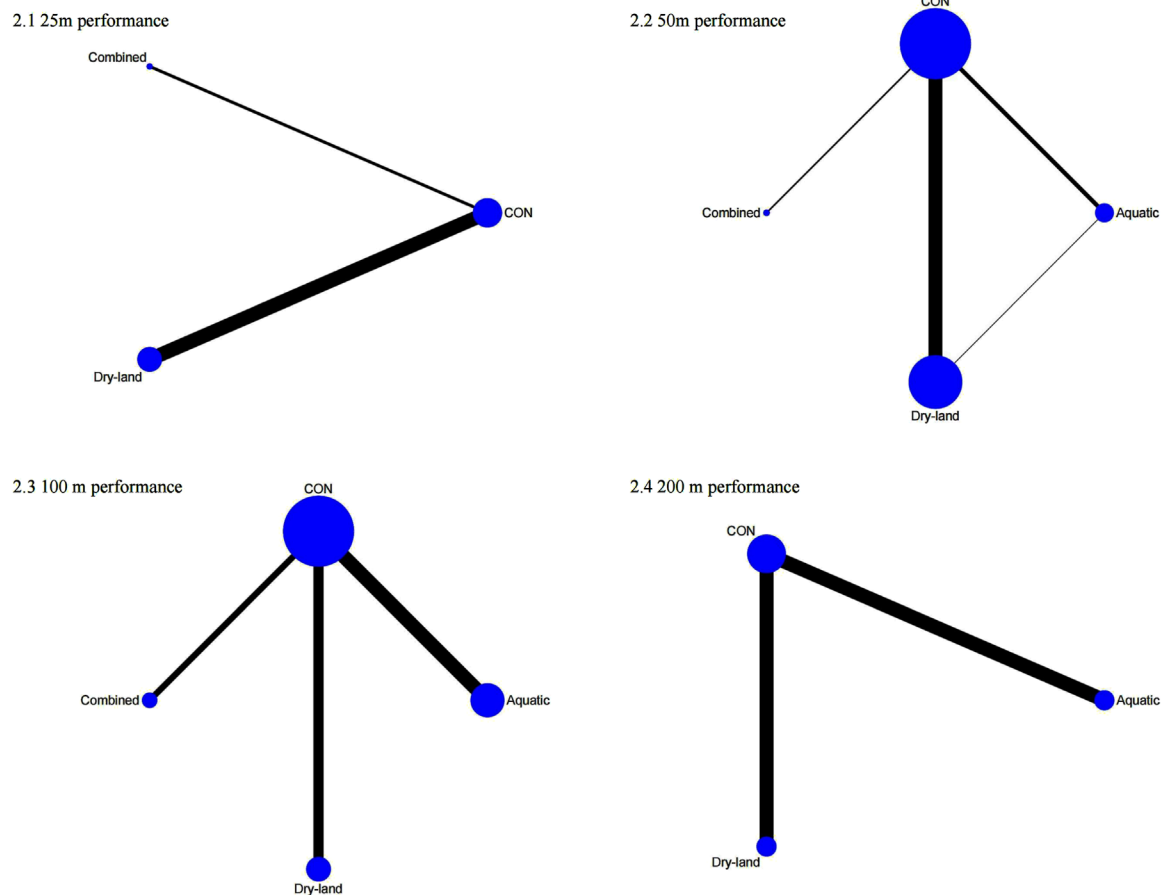 2.1 25m performance
Combined
CON
Dry-land
2.2 50m performance
CON
Combined
Aquatic
Dry-land
2.3 100 m performance
CON
Combined
Aquatic
Dry-land
2.4 200 m performance
CON
Aquatic
Dry-land